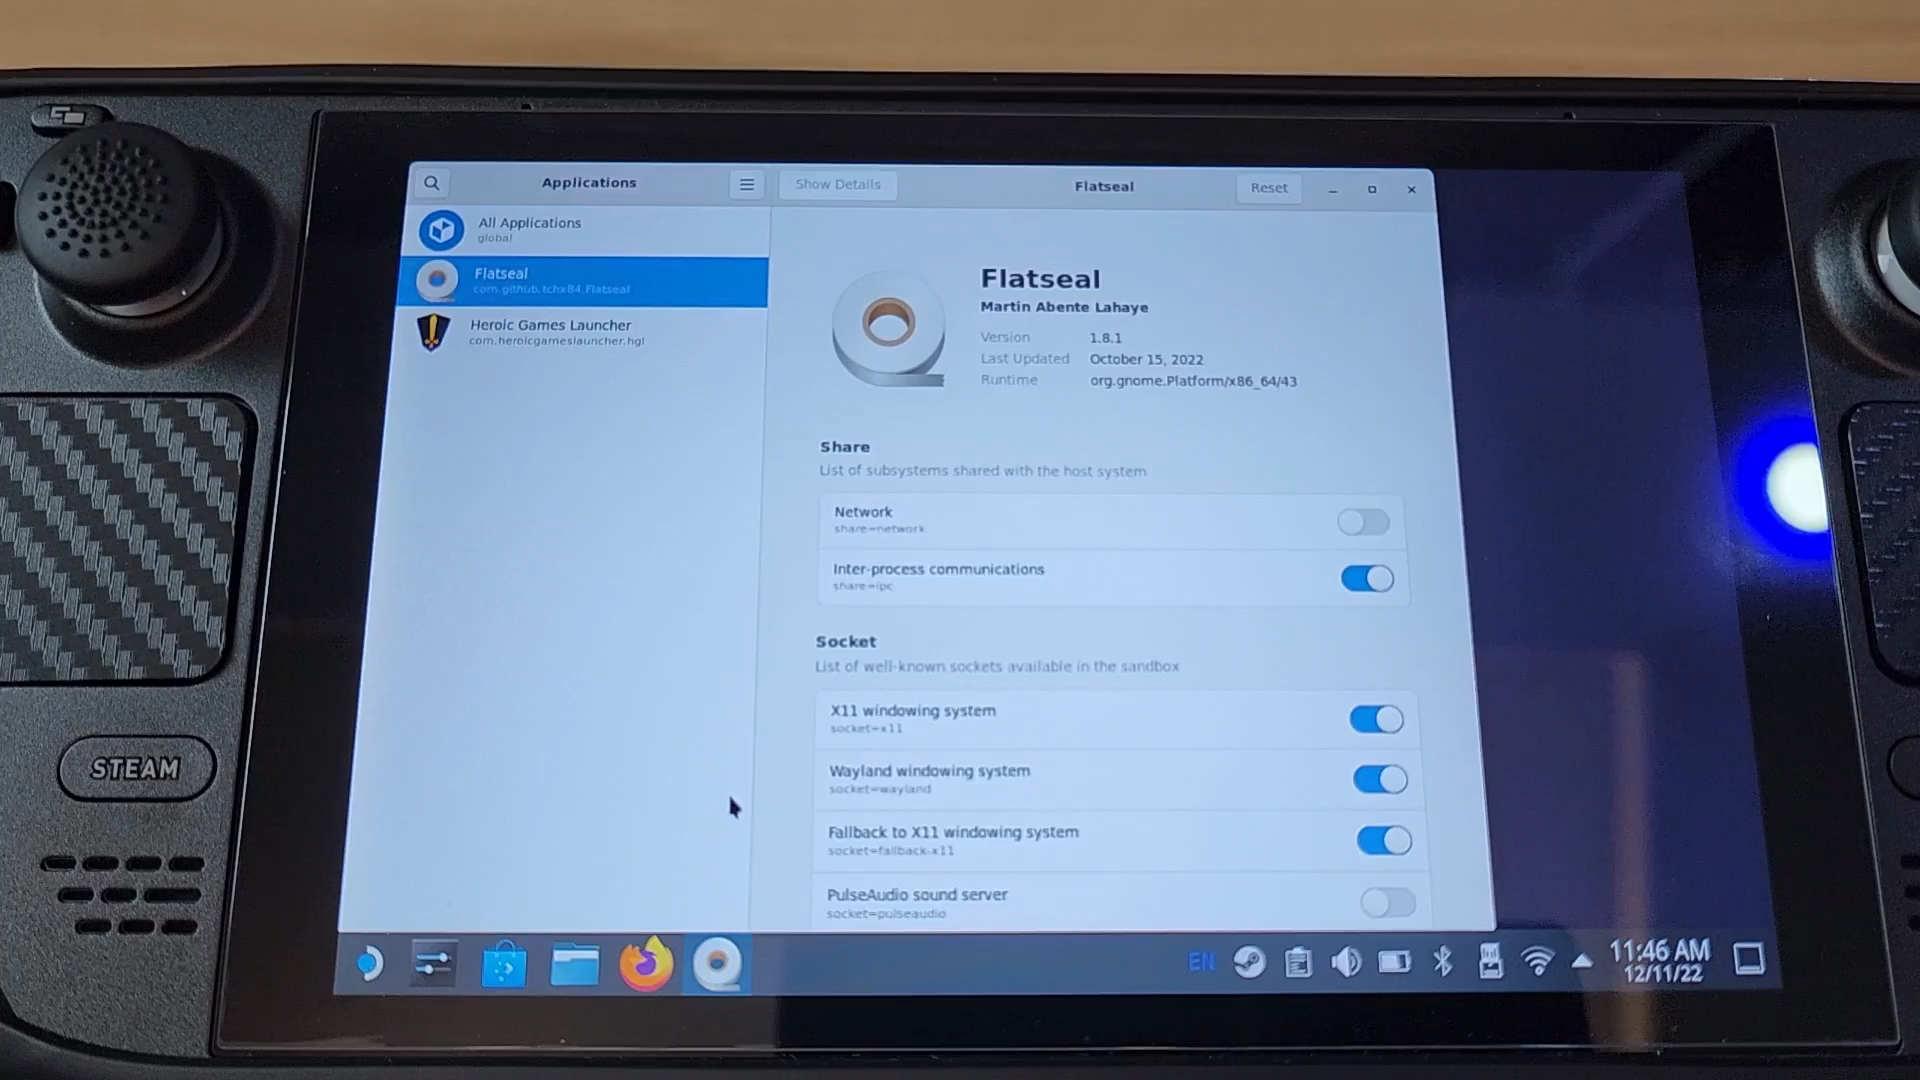 Applications
Show Details
Flatseal
Reset
All Applications
global
Flatseal
com.github.tchx84.Flatseal
Heroic Games Launcher
com.heroicgameslauncher.hgl
Flatseal
Martin Abente Lahaye
Version 1.8.1
Last Updated October 15, 2022
Runtime org.gnome.Platform/x86_64/43
Share
List of subsystems shared with the host system
Network
share=network
Inter-process communications
share=ipc
Socket
List of well-known sockets available in the sandbox
X11 windowing system
socket=x11
Wayland windowing system
socket=wayland
Fallback to X11 windowing system
socket=fallback-x11
PulseAudio sound server
socket=pulseaudio
STEAM
EN
11:46 AM
12/11/22